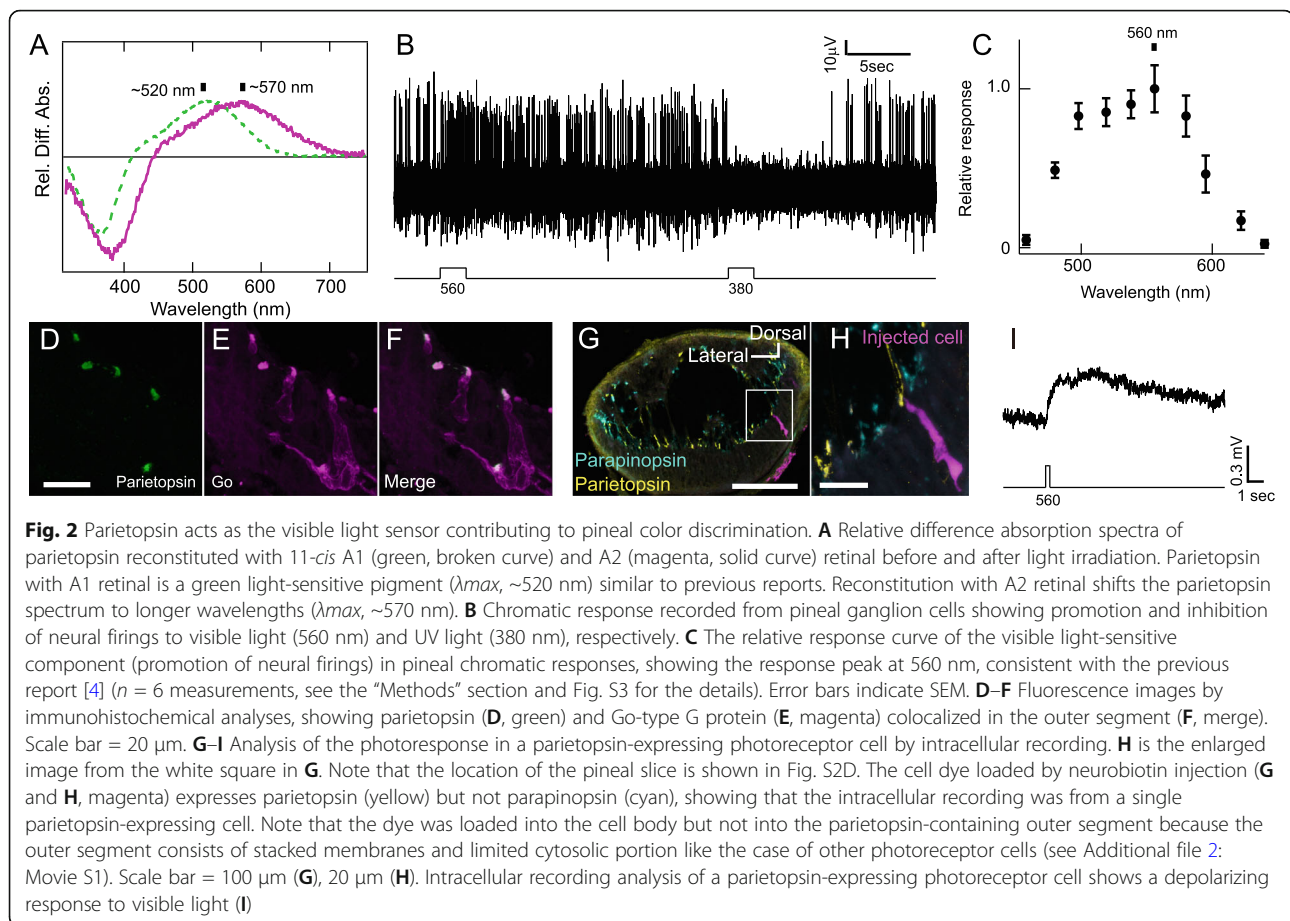 A
~520 nm
~570 nm
Rel. Diff. Abs.
400 500 600 700
Wavelength (nm)
B
10μV
5sec
560
380
C
560 nm
1.0
Relative response
0
500 600
Wavelength (nm)
D
Parietopsin
E
Go
F
Merge
G
Dorsal
Lateral
Parapinopsin
Parietopsin
H
Injected cell
I
0.3 mV
1 sec
560
Fig. 2 Parietopsin acts as the visible light sensor contributing to pineal color discrimination. A Relative difference absorption spectra of
parietopsin reconstituted with 11-cis A1 (green, broken curve) and A2 (magenta, solid curve) retinal before and after light irradiation. Parietopsin
with A1 retinal is a green light-sensitive pigment (λmax, ~520 nm) similar to previous reports. Reconstitution with A2 retinal shifts the parietopsin
spectrum to longer wavelengths (λmax, ~570 nm). B Chromatic response recorded from pineal ganglion cells showing promotion and inhibition
of neural firings to visible light (560 nm) and UV light (380 nm), respectively. C The relative response curve of the visible light-sensitive
component (promotion of neural firings) in pineal chromatic responses, showing the response peak at 560 nm, consistent with the previous
report [4] (n = 6 measurements, see the “Methods” section and Fig. S3 for the details). Error bars indicate SEM. D–F Fluorescence images by
immunohistochemical analyses, showing parietopsin (D, green) and Go-type G protein (E, magenta) colocalized in the outer segment (F, merge).
Scale bar = 20 μm. G–I Analysis of the photoresponse in a parietopsin-expressing photoreceptor cell by intracellular recording. H is the enlarged
image from the white square in G. Note that the location of the pineal slice is shown in Fig. S2D. The cell dye loaded by neurobiotin injection (G
and H, magenta) expresses parietopsin (yellow) but not parapinopsin (cyan), showing that the intracellular recording was from a single
parietopsin-expressing cell. Note that the dye was loaded into the cell body but not into the parietopsin-containing outer segment because the
outer segment consists of stacked membranes and limited cytosolic portion like the case of other photoreceptor cells (see Additional file 2:
Movie S1). Scale bar = 100 μm (G), 20 μm (H). Intracellular recording analysis of a parietopsin-expressing photoreceptor cell shows a depolarizing
response to visible light (I)